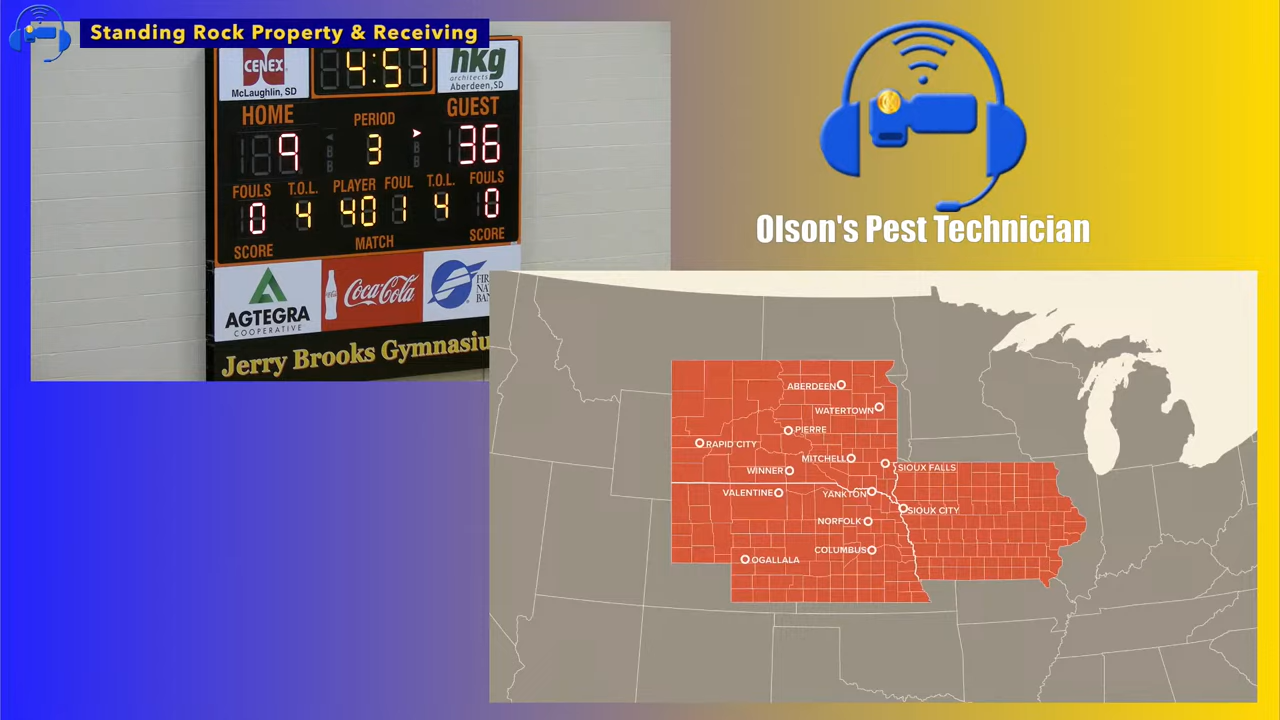 Standing Rock Property & Receiving
CENEX
McLaughlin, SD
4:57
hkg
architects
Aberdeen, SD
HOME
PERIOD
GUEST
9
3
36
FOULS
T.O.L.
PLAYER
FOUL
T.O.L.
FOULS
0
4
40
1
4
0
SCORE
MATCH
SCORE
AGTEGRA
COOPERATIVE
Coca-Cola
Jerry Brooks Gymnasiu
Olson's Pest Technician
ABERDEEN
WATERTOWN
PIERRE
RAPID CITY
MITCHELL
SIOUX FALLS
WINNER
VALENTINE
YANKTON
SIOUX CITY
NORFOLK
COLUMBUS
OGALLALA